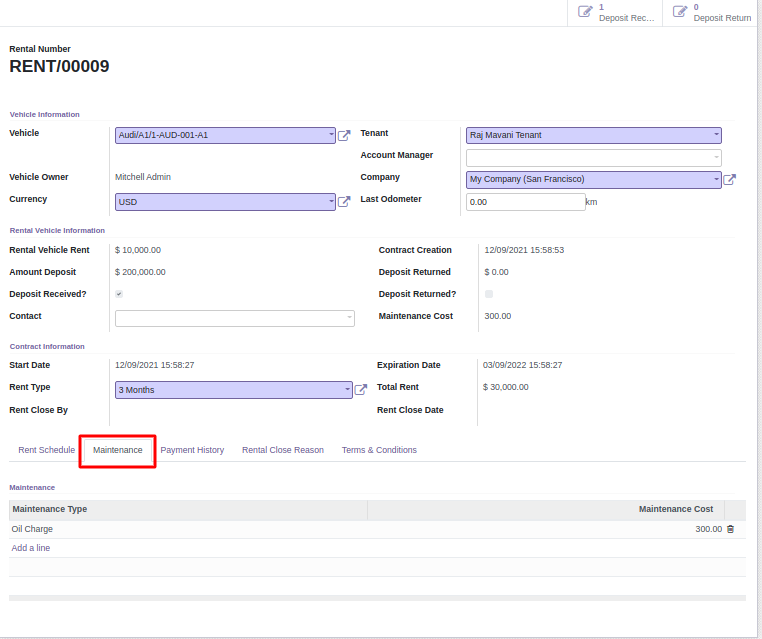 1
Deposit Rec...
0
Deposit Return
Rental Number
RENT/00009
Vehicle Information
Vehicle Audi/A1/1-AUD-001-A1 Tenant Raj Mavani Tenant
Account Manager
Vehicle Owner Mitchell Admin Company My Company (San Francisco)
Currency USD Last Odometer 0.00 km
Rental Vehicle Information
Rental Vehicle Rent $ 10,000.00 Contract Creation 12/09/2021 15:58:53
Amount Deposit $ 200,000.00 Deposit Returned $ 0.00
Deposit Received? Deposit Returned?
Contact Maintenance Cost 300.00
Contract Information
Start Date 12/09/2021 15:58:27 Expiration Date 03/09/2022 15:58:27
Rent Type 3 Months Total Rent $ 30,000.00
Rent Close By Rent Close Date
Rent Schedule Maintenance Payment History Rental Close Reason Terms & Conditions
Maintenance
Maintenance Type Maintenance Cost
Oil Charge 300.00
Add a line